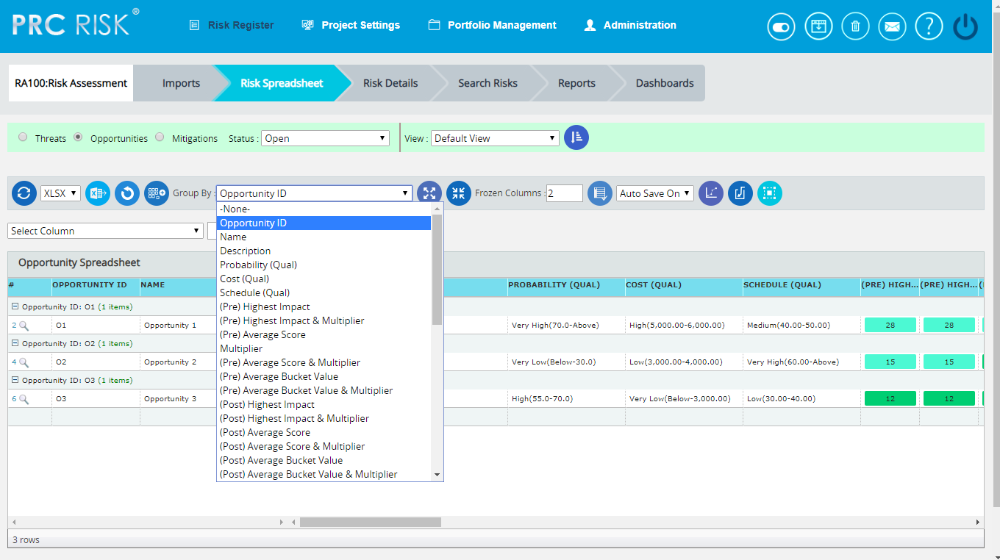 PRC RISK®
Risk Register
Project Settings
Portfolio Management
Administration
?
RA100:Risk Assessment
Imports
Risk Spreadsheet
Risk Details
Search Risks
Reports
Dashboards
Threats
Opportunities
Mitigations
Status :
Open
View :
Default View
XLSX
Group By :
Opportunity ID
Frozen Columns :
2
Auto Save On
Select Column
-None-
Opportunity ID
Name
Description
Probability (Qual)
Cost (Qual)
Schedule (Qual)
(Pre) Highest Impact
(Pre) Highest Impact & Multiplier
(Pre) Average Score
Multiplier
(Pre) Average Score & Multiplier
(Pre) Average Bucket Value
(Pre) Average Bucket Value & Multiplier
(Post) Highest Impact
(Post) Highest Impact & Multiplier
(Post) Average Score
(Post) Average Score & Multiplier
(Post) Average Bucket Value
(Post) Average Bucket Value & Multiplier
Opportunity Spreadsheet
# OPPORTUNITY ID NAME PROBABILITY (QUAL) COST (QUAL) SCHEDULE (QUAL) (PRE) HIGH... (PRE) HIGH...
Opportunity ID: O1 (1 items)
2 O1 Opportunity 1 Very High(70.0-Above) High(5,000.00-6,000.00) Medium(40.00-50.00) 28 28
Opportunity ID: O2 (1 items)
4 O2 Opportunity 2 Very Low(Below-30.0) Low(3,000.00-4,000.00) Very High(60.00-Above) 15 15
Opportunity ID: O3 (1 items)
6 O3 Opportunity 3 High(55.0-70.0) Very Low(Below-3,000.00) Low(30.00-40.00) 12 12
3 rows